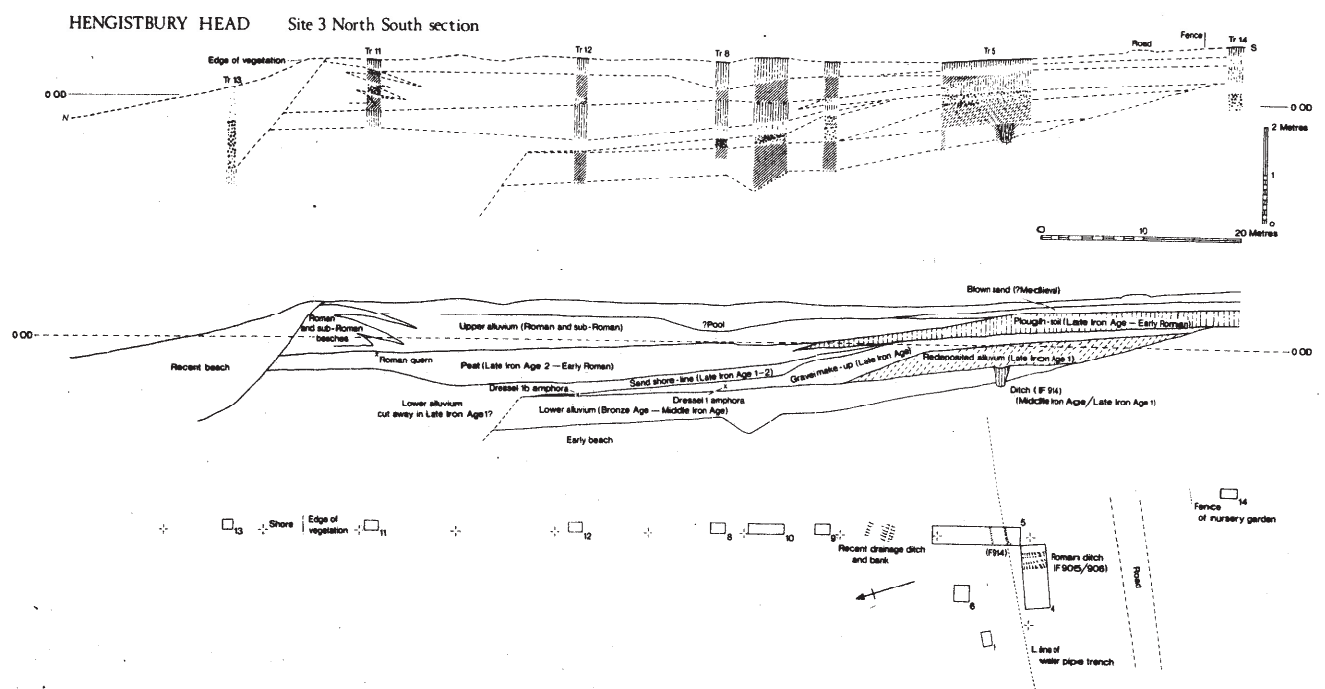 HENGISTBURY HEAD Site 3 North South section
Edge of vegetation
Tr 13
Tr 11
Tr 12
Tr 8
Tr 5
Road
Fence
Tr 14
S
0 OD
N
0 OD
2 Metres
1
0
0 10 20 Metres
Blown sand (?Medieval)
Roman
and sub-Roman
beaches
Upper alluvium (Roman and sub-Roman)
?Pool
Plough-soil (Late Iron Age — Early Roman)
0 OD
0 OD
Recent beach
Roman quern
Peat (Late Iron Age 2 — Early Roman)
Sand shore-line (Late Iron Age 1-2)
Gravel make-up (Late Iron Age)
Redeposited alluvium (Late Iron Age 1)
Dressel 1b amphora
Dressel 1 amphora
Lower alluvium
cut away in Late Iron Age 1?
Lower alluvium (Bronze Age — Middle Iron Age)
Ditch (F 914)
(Middle Iron Age/Late Iron Age 1)
Early beach
13
Shore
Edge of
vegetation
11
12
8
10
9
Recent drainage ditch
and bank
5
(F914)
Roman ditch
(F905/906)
4
6
1
Road
14
Fence
of nursery garden
Line of
water pipe trench